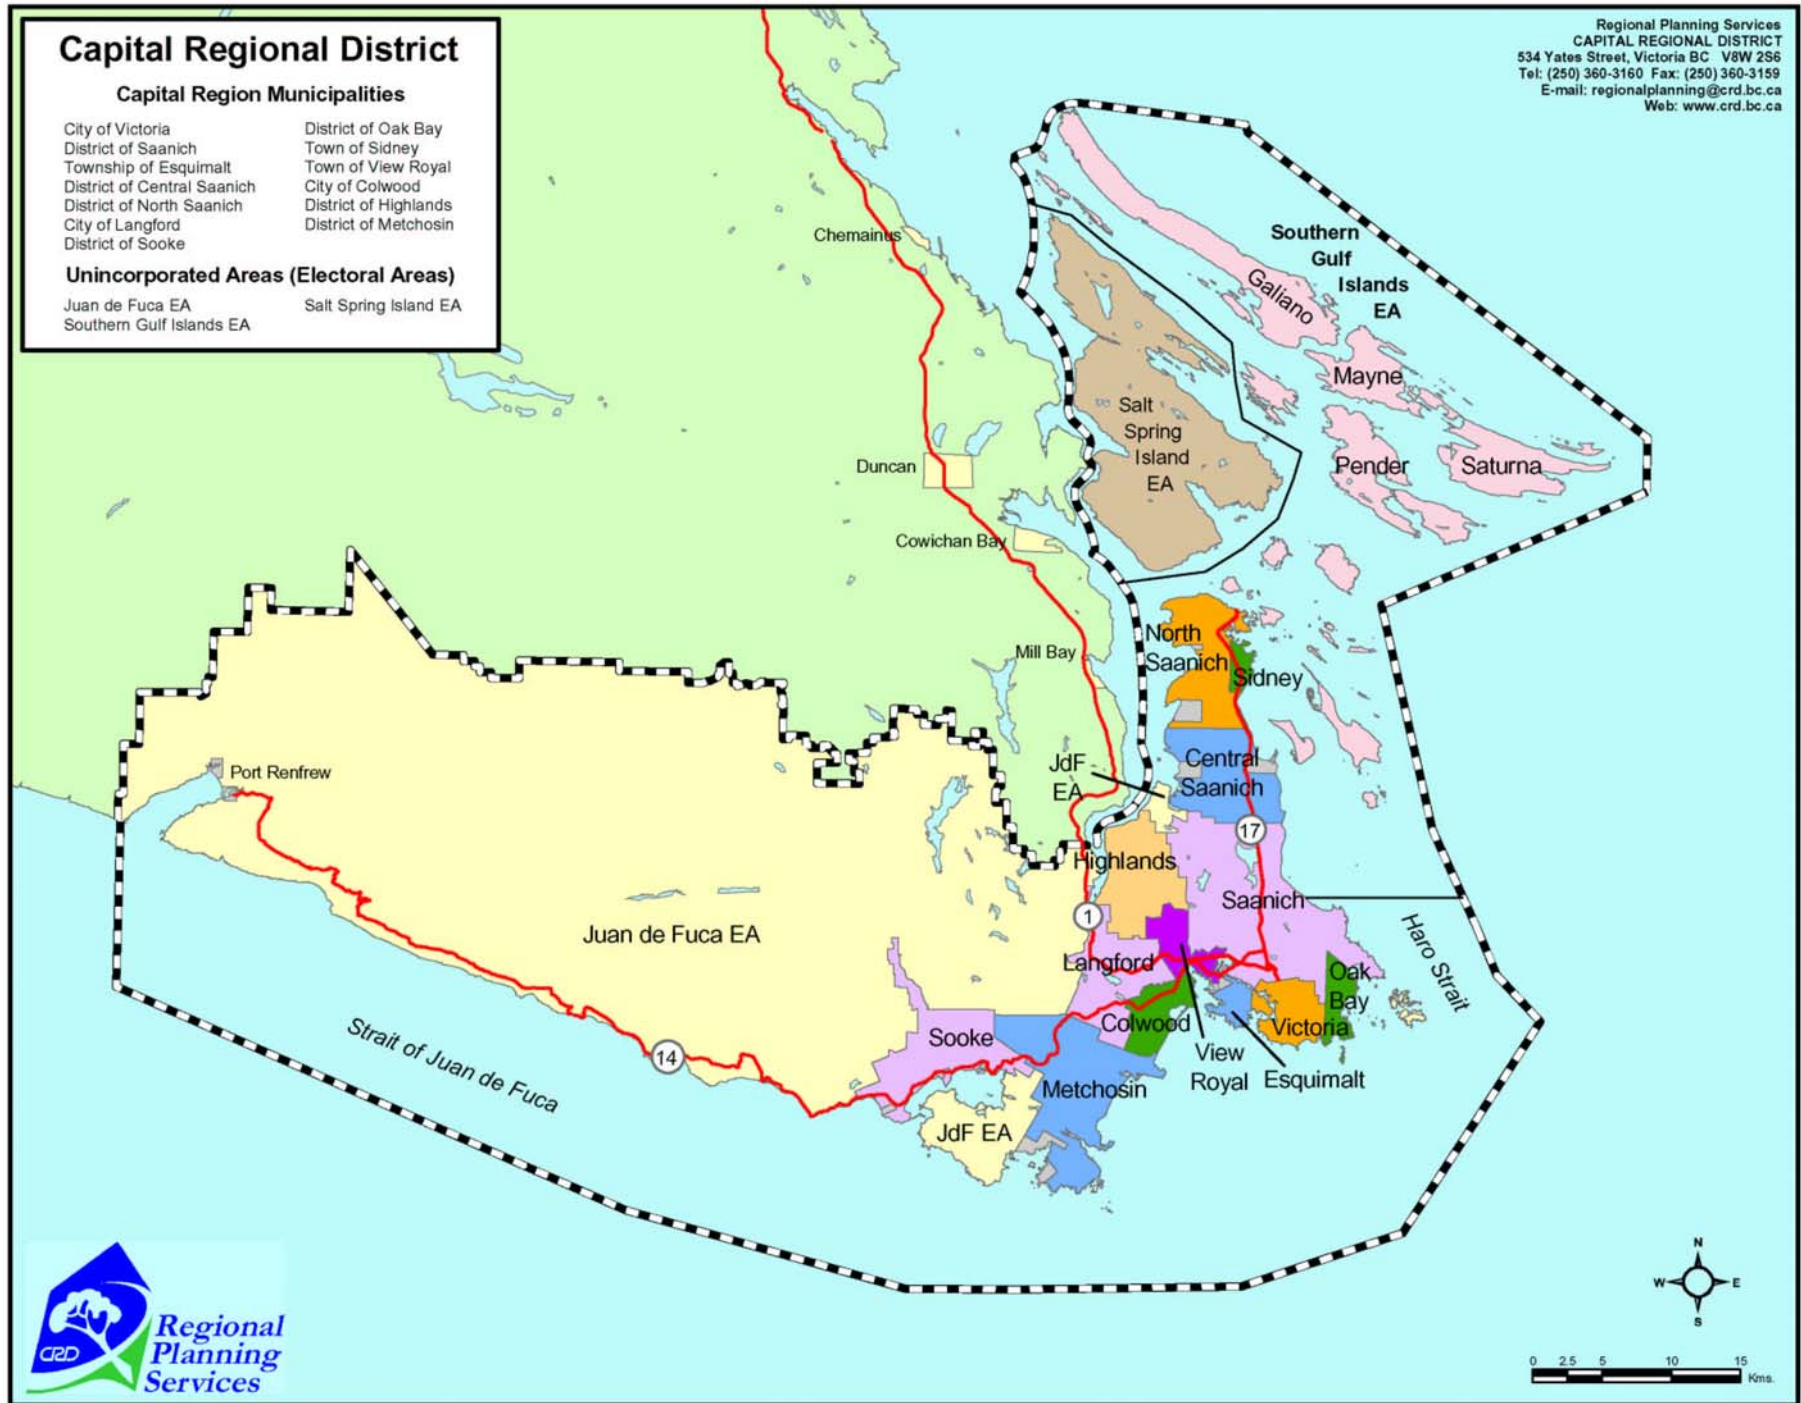 Capital Regional District
Capital Region Municipalities
City of Victoria
District of Saanich
Township of Esquimalt
District of Central Saanich
District of North Saanich
City of Langford
District of Sooke
District of Oak Bay
Town of Sidney
Town of View Royal
City of Colwood
District of Highlands
District of Metchosin
Unincorporated Areas (Electoral Areas)
Juan de Fuca EA
Southern Gulf Islands EA
Salt Spring Island EA
Regional Planning Services
CAPITAL REGIONAL DISTRICT
534 Yates Street, Victoria BC V8W 2S6
Tel: (250) 360-3160 Fax: (250) 360-3159
E-mail: regionalplanning@crd.bc.ca
Web: www.crd.bc.ca
Chemainus
Southern
Gulf
Islands
EA
Galiano
Mayne
Salt
Spring
Island
EA
Pender
Saturna
Duncan
Cowichan Bay
Mill Bay
North
Saanich
Sidney
JdF
EA
Central
Saanich
Port Renfrew
17
Highlands
Saanich
1
Juan de Fuca EA
Langford
Haro Strait
Oak
Bay
Sooke
Colwood
Victoria
14
Strait of Juan de Fuca
View
Royal
Esquimalt
Metchosin
JdF EA
CRD
Regional
Planning
Services
N
W
E
S
0 2.5 5 10 15
Kms.